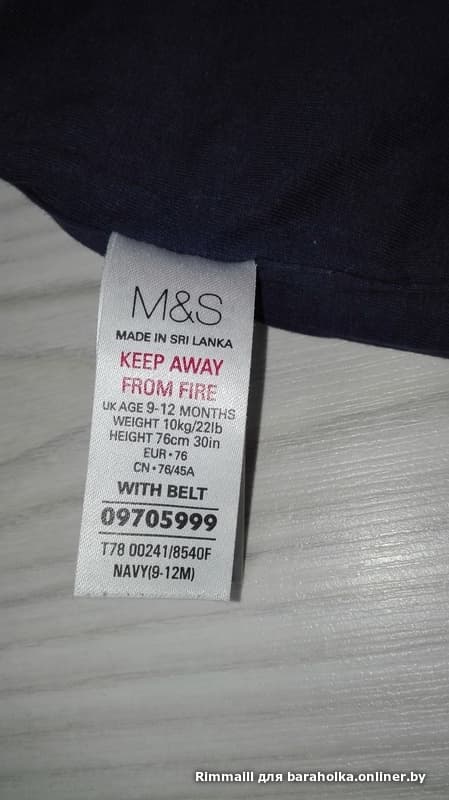 M&S
MADE IN SRI LANKA
KEEP AWAY
FROM FIRE
UK AGE 9-12 MONTHS
WEIGHT 10kg/22lb
HEIGHT 76cm 30in
EUR•76
CN•76/45A
WITH BELT
09705999
T78 00241/8540F
NAVY(9-12M)
Rimmalll для baraholka.onliner.by